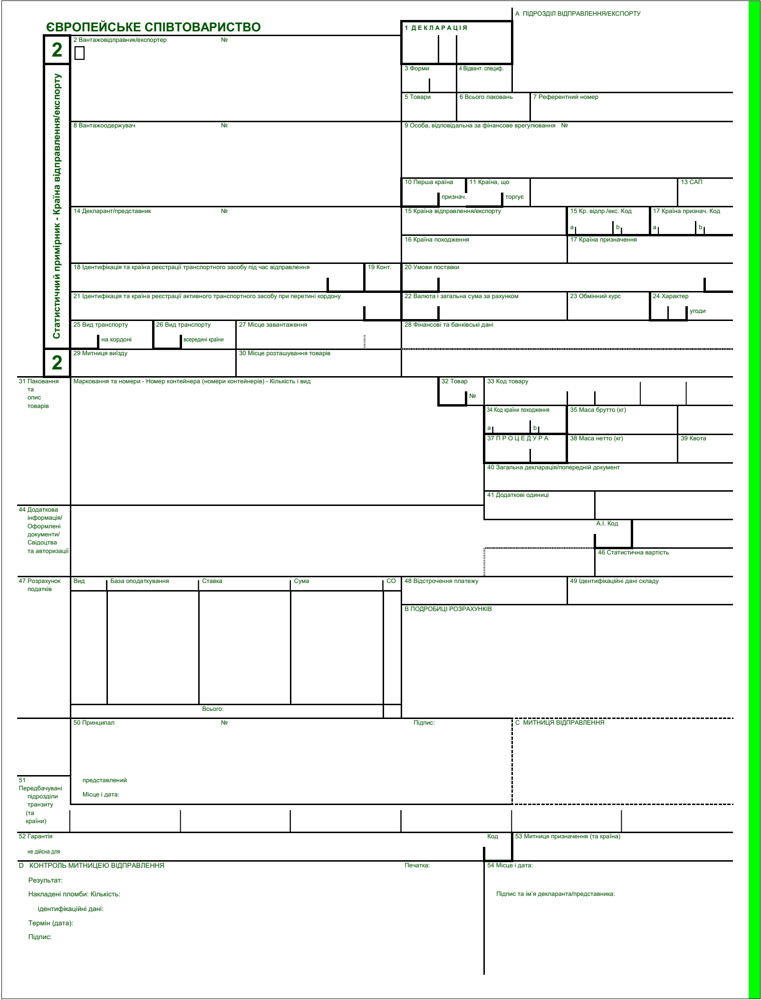 А ПІДРОЗДІЛ ВІДПРАВЛЕННЯ/ЕКСПОРТУ
ЄВРОПЕЙСЬКЕ СПІВТОВАРИСТВО
1 Д Е К Л А Р А Ц І Я
2
2 Вантажовідправник/експортер №
3 Форми
4 Відвант. специф.
Статистичний примірник - Країна відправлення/експорту
5 Товари
6 Всього паковань
7 Референтний номер
8 Вантажоодержувач №
9 Особа, відповідальна за фінансове врегулювання №
10 Перша країна
признач.
11 Країна, що
торгує
13 САП
14 Декларант/представник №
15 Країна відправлення/експорту
15 Кр. відпр./екс. Код
a b
17 Країна признач. Код
a b
16 Країна походження
17 Країна призначення
18 Ідентифікація та країна реєстрації транспортного засобу під час відправлення
19 Конт.
20 Умови поставки
21 Ідентифікація та країна реєстрації активного транспортного засобу при перетині кордону
22 Валюта і загальна сума за рахунком
23 Обмінний курс
24 Характер
угоди
25 Вид транспорту
на кордоні
26 Вид транспорту
всередині країни
27 Місце завантаження
28 Фінансові та банківські дані
2
29 Митниця виїзду
30 Місце розташування товарів
31 Паковання
та
опис
товарів
Марковання та номери - Номер контейнера (номери контейнерів) - Кількість і вид
32 Товар
№
33 Код товару
34 Код країни походження
a b
35 Маса брутто (кг)
37 П Р О Ц Е Д У Р А
38 Маса нетто (кг)
39 Квота
40 Загальна декларація/попередній документ
41 Додаткові одиниці
44 Додаткова
інформація/
Оформлені
документи/
Свідоцтва
та авторизації
А.І. Код
46 Статистична вартість
47 Розрахунок
податків
Вид База оподаткування Ставка Сума СО
48 Відстрочення платежу
49 Ідентифікаційні дані складу
В ПОДРОБИЦІ РОЗРАХУНКІВ
Всього:
50 Принципал № Підпис:
С МИТНИЦЯ ВІДПРАВЛЕННЯ
представлений
Місце і дата:
51
Передбачувані
підрозділи
транзиту
(та
країни)
52 Гарантія
не дійсна для
Код
53 Митниця призначення (та країна)
D КОНТРОЛЬ МИТНИЦЕЮ ВІДПРАВЛЕННЯ
Печатка:
54 Місце і дата:
Результат:
Накладені пломби: Кількість:
Підпис та ім’я декларанта/представника:
ідентифікаційні дані:
Термін (дата):
Підпис: